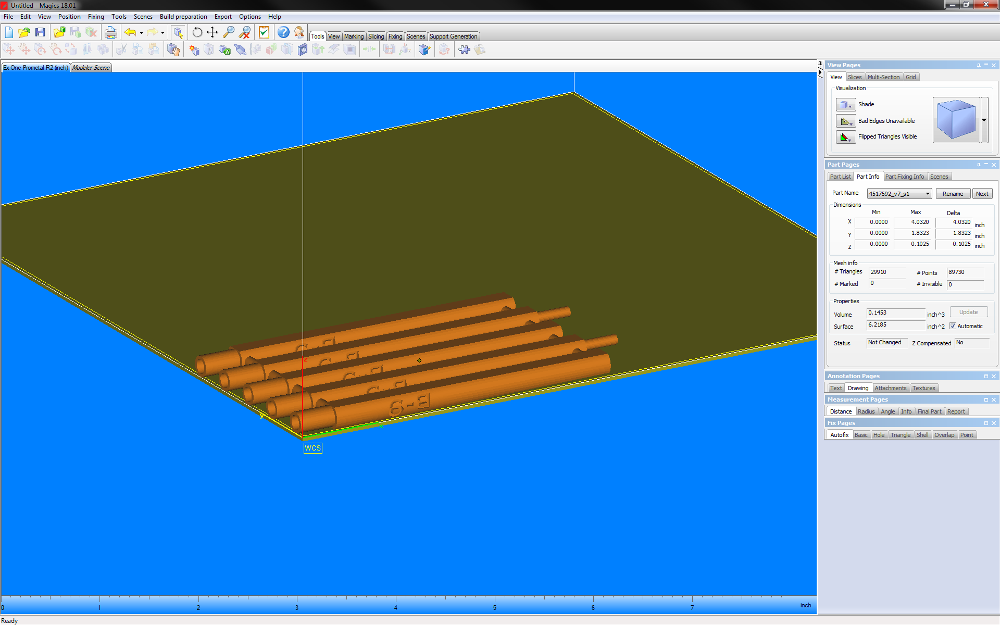 Untitled - Magics 18.01
File Edit View Position Fixing Tools Scenes Build preparation Export Options Help
Tools View Marking Slicing Fixing Scenes Support Generation
Ex One Prometal R2 (inch) Modeler Scene
View Pages
View Slices Multi-Section Grid
Visualization
Shade
Bad Edges Unavailable
Flipped Triangles Visible
Part Pages
Part List Part Info Part Fixing Info Scenes
Part Name 4517592_v7_s1 Rename Next
Dimensions
Min Max Delta
X 0.0000 4.0320 4.0320 inch
Y 0.0000 1.8323 1.8323 inch
Z 0.0000 0.1025 0.1025 inch
Mesh info
# Triangles 29910 # Points 89730
# Marked 0 # Invisible 0
Properties
Volume 0.1453 inch^3 Update
Surface 6.2185 inch^2 Automatic
Status Not Changed Z Compensated No
Annotation Pages
Text Drawing Attachments Textures
Measurement Pages
Distance Radius Angle Info Final Part Report
Fix Pages
Autofix Basic Hole Triangle Shell Overlap Point
z
y
x
WCS
0 1 2 3 4 5 6 7 inch
Ready